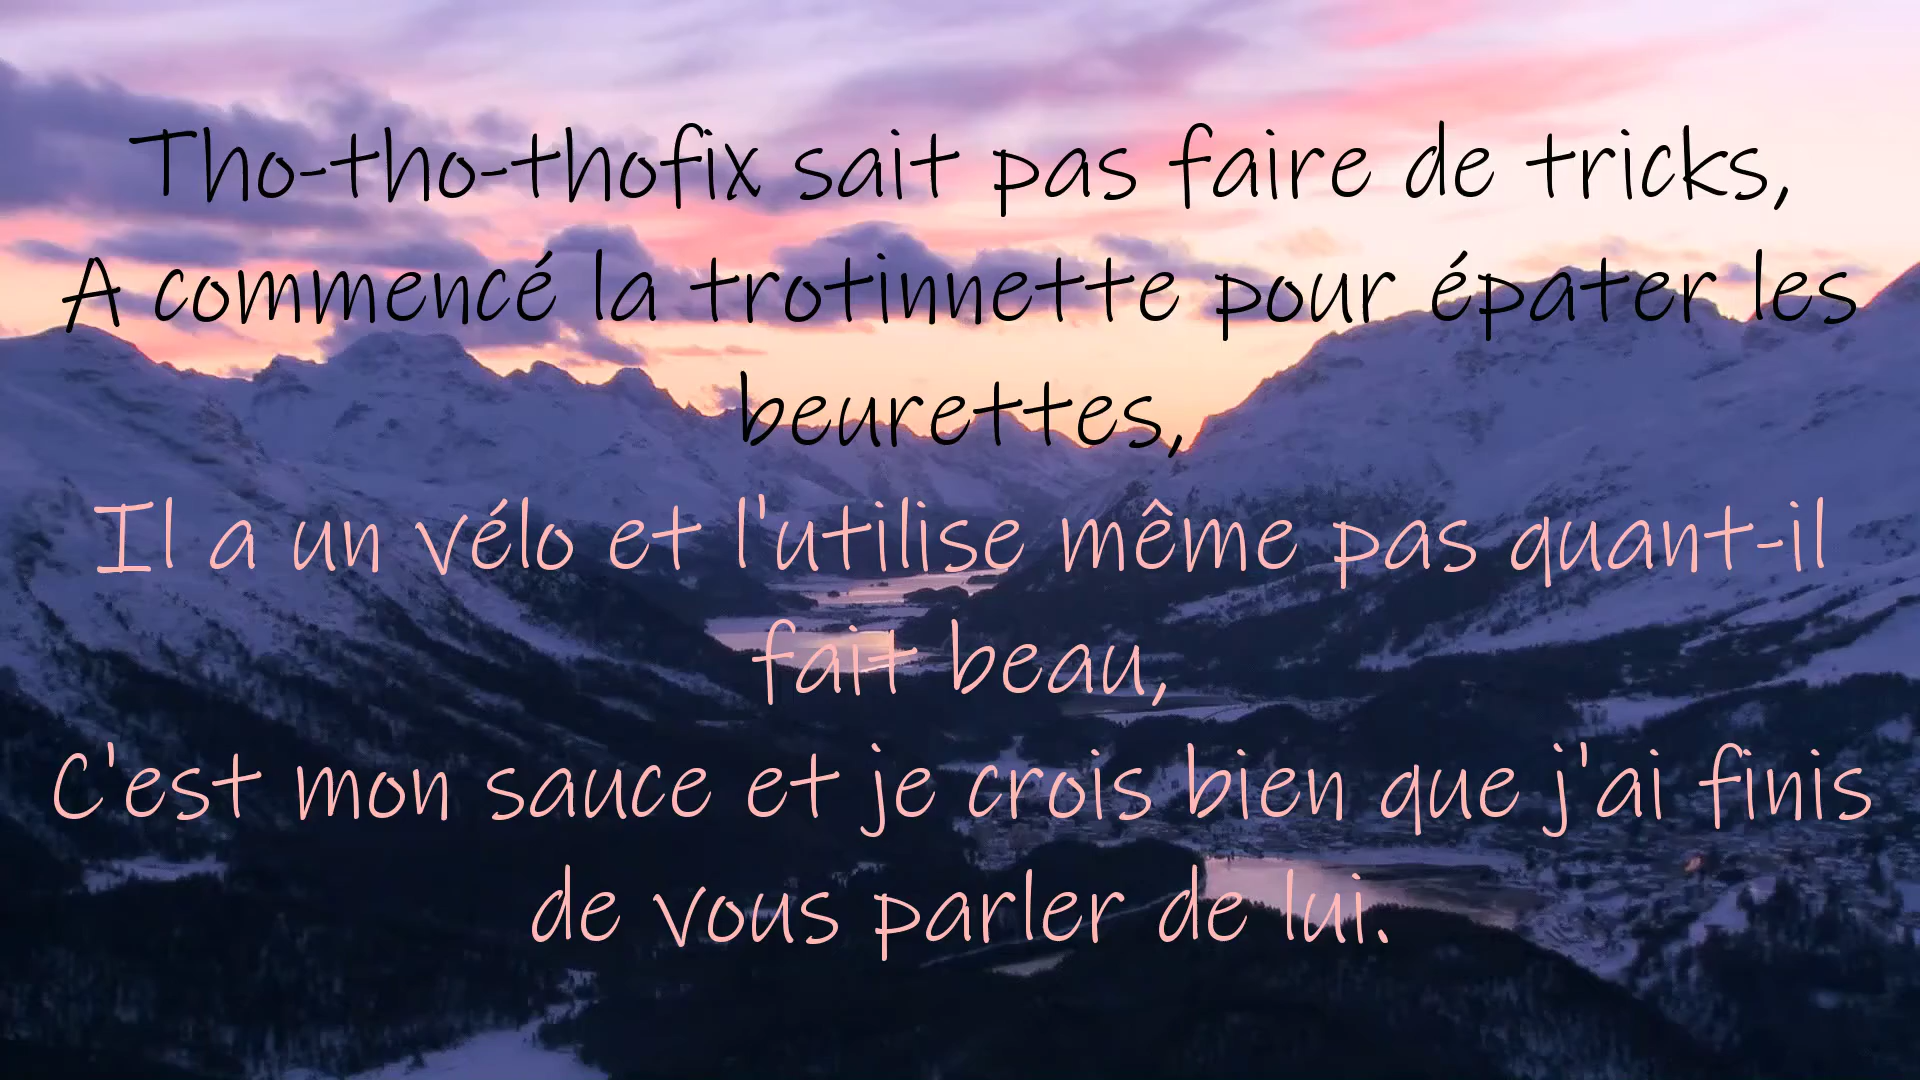 Tho-tho-thofix sait pas faire de tricks,
A commencé la trotinnette pour épater les
beurettes,
Il a un vélo et l'utilise même pas quant-il
fait beau,
C'est mon sauce et je crois bien que j'ai finis
de vous parler de lui.